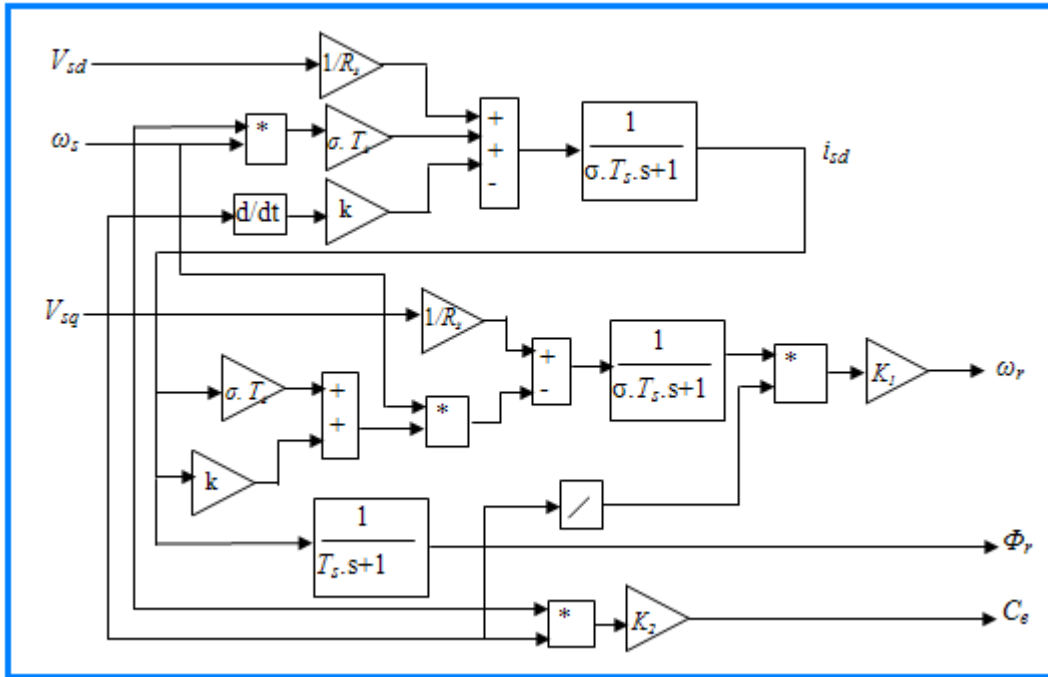 V_sd
1/R_s
ω_s
*
σ. T_s
+
+
-
1
σ.T_s.s+1
i_sd
d/dt
k
V_sq
1/R_s
+
-
1
σ.T_s.s+1
*
K_1
ω_r
σ. T_s
+
+
*
k
/
1
T_s.s+1
Φ_r
*
K_2
C_e